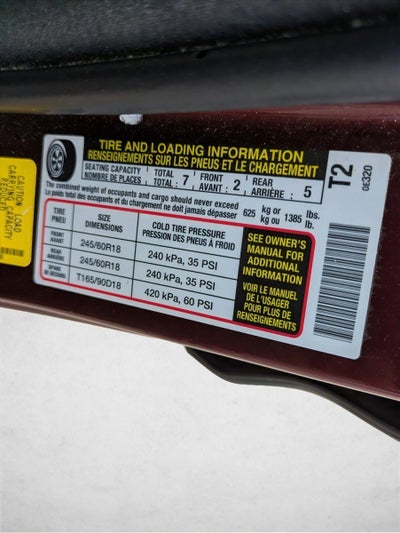 TIRE AND LOADING INFORMATION
RENSEIGNEMENTS SUR LES PNEUS ET LE CHARGEMENT
SEATING CAPACITY TOTAL 7 FRONT 2 REAR 5
NOMBRE DE PLACES TOTAL: AVANT: ARRIÈRE:
The combined weight of occupants and cargo should never exceed 625 kg or 1385 lbs.
Le poids total des occupants et du chargement ne doit jamais dépasser kg ou lb.
TIRE SIZE COLD TIRE PRESSURE
PNEU DIMENSIONS PRESSION DES PNEUS À FROID
FRONT
AVANT 245/60R18 240 kPa, 35 PSI
REAR
ARRIÈRE 245/60R18 240 kPa, 35 PSI
SPARE
DE SECOURS T165/90D18 420 kPa, 60 PSI
SEE OWNER'S
MANUAL FOR
ADDITIONAL
INFORMATION
VOIR LE MANUEL
DE L'USAGER
POUR PLUS DE
RENSEIGNEMENTS
T2
GE320
CAUTION LOAD
CARRYING CAPACITY
REDUCED